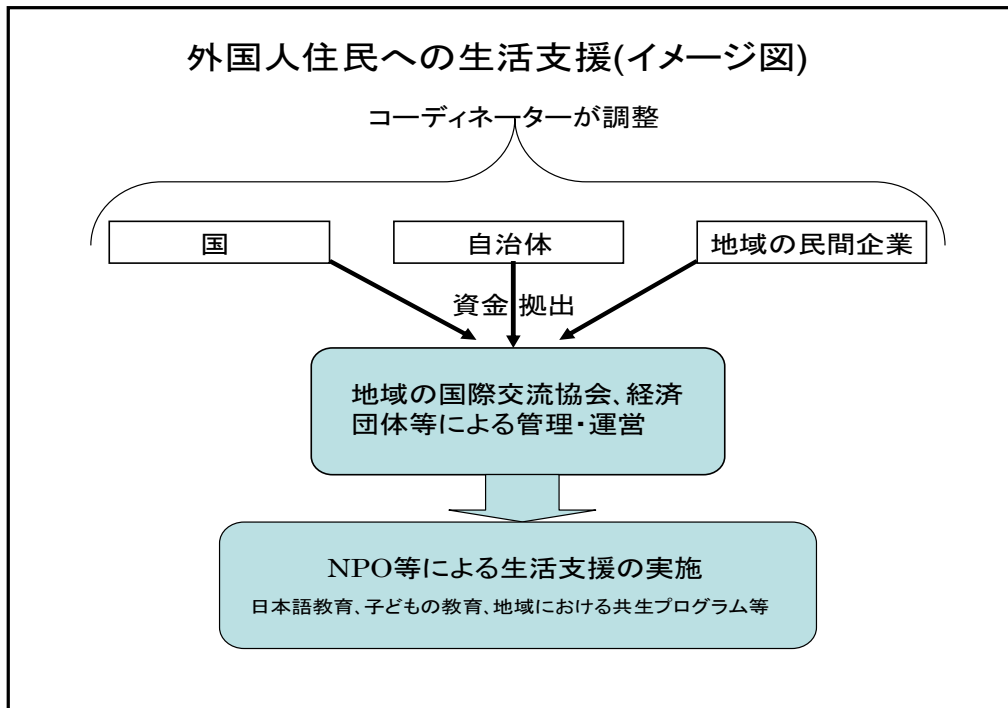 外国人住民への生活支援(イメージ図)
コーディネーターが調整
国
自治体
地域の民間企業
資金拠出
地域の国際交流協会、経済
団体等による管理・運営
NPO等による生活支援の実施
日本語教育、子どもの教育、地域における共生プログラム等